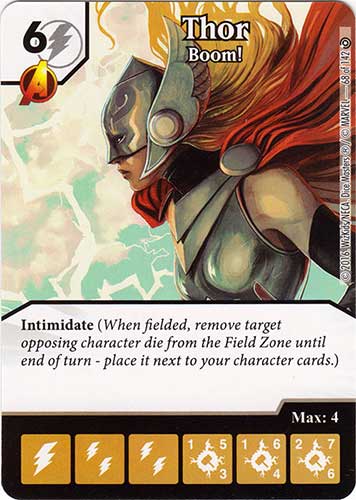 6
Thor
Boom!
© 2016 WizKids/NECA. Dice Masters ® / © MARVEL — 68 of 142
Intimidate (When fielded, remove target
opposing character die from the Field Zone until
end of turn - place it next to your character cards.)
Max: 4
1 5 3
1 6 4
2 7 6